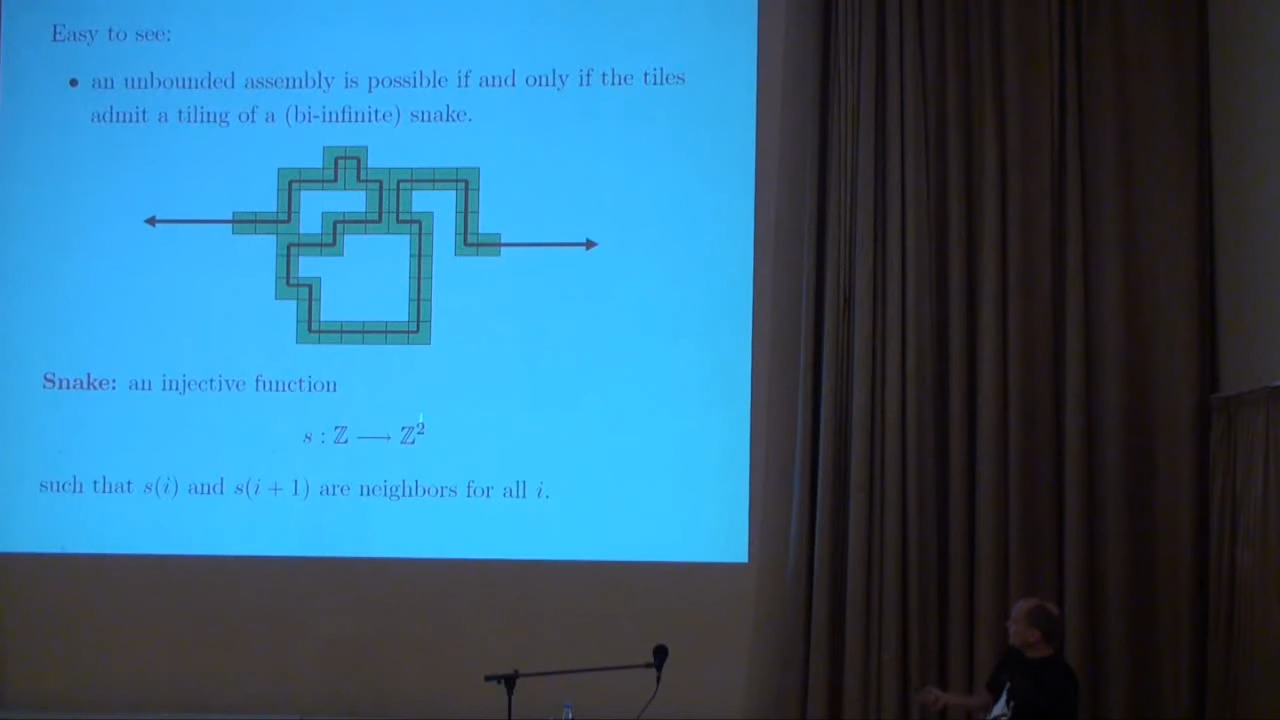 Easy to see:
• an unbounded assembly is possible if and only if the tiles
admit a tiling of a (bi-infinite) snake.
Snake: an injective function
s : ℤ ⟶ ℤ²
such that s(i) and s(i + 1) are neighbors for all i.